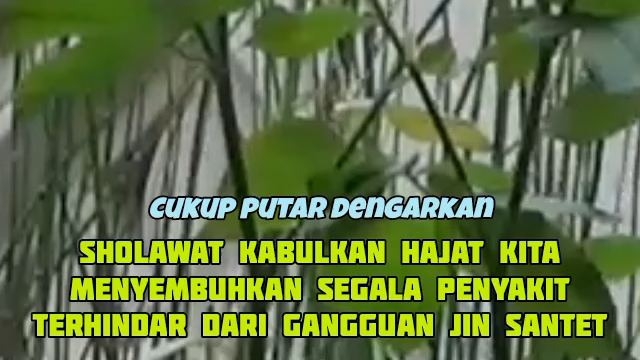 CUKUP PUTAR DENGARKAN
SHOLAWAT KABULKAN HAJAT KITA
MENYEMBUHKAN SEGALA PENYAKIT
TERHINDAR DARI GANGGUAN JIN SANTET